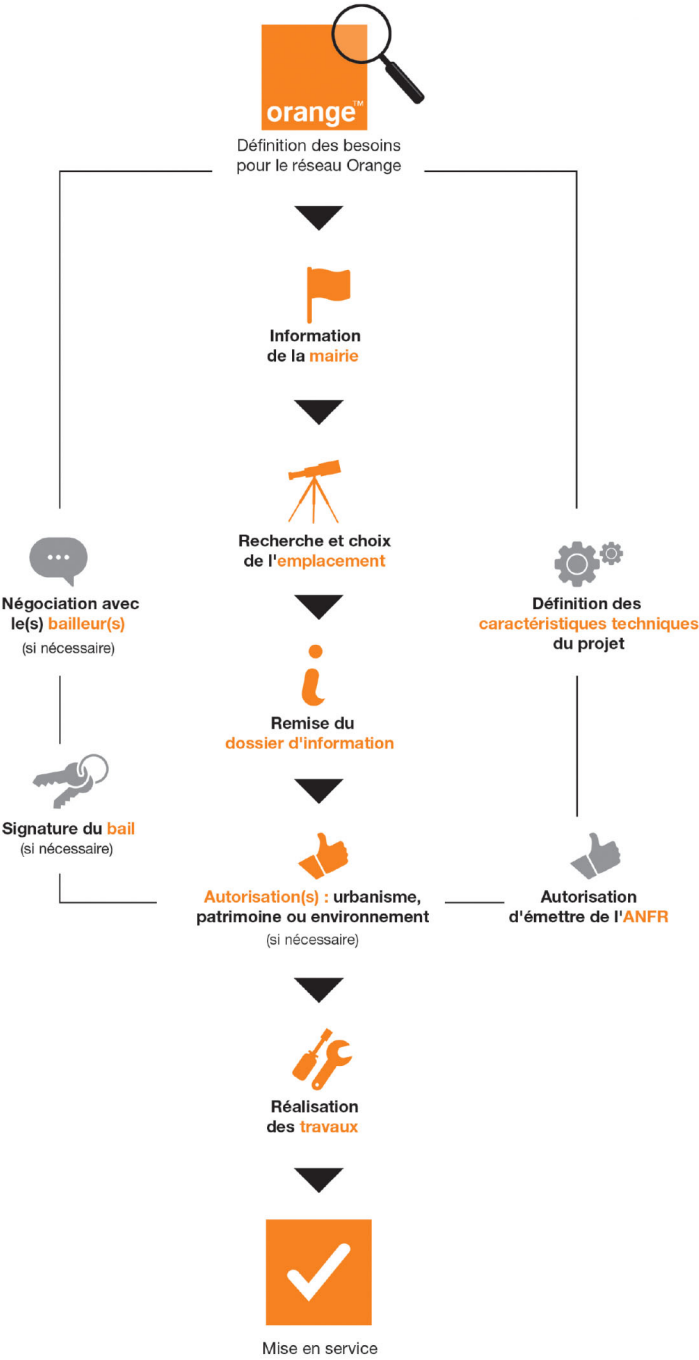 orange™
Définition des besoins
pour le réseau Orange
Information
de la mairie
Recherche et choix
de l'emplacement
Négociation avec
le(s) bailleur(s)
(si nécessaire)
Définition des
caractéristiques techniques
du projet
Remise du
dossier d'information
Signature du bail
(si nécessaire)
Autorisation(s) : urbanisme,
patrimoine ou environnement
(si nécessaire)
Autorisation
d'émettre de l'ANFR
Réalisation
des travaux
Mise en service